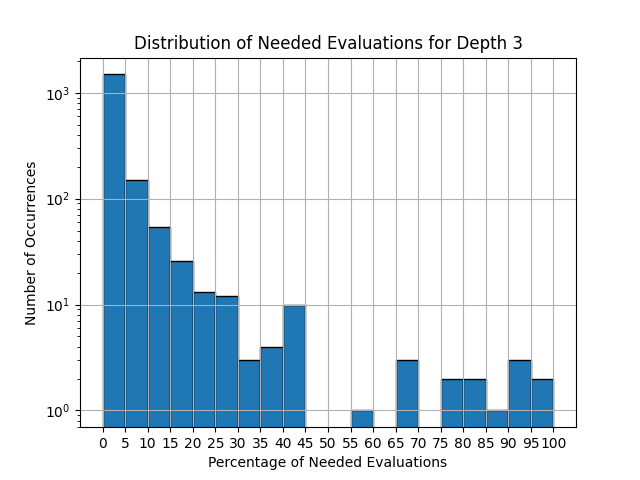 Distribution of Needed Evaluations for Depth 3
Number of Occurrences
10³
10²
10¹
10⁰
0 5 10 15 20 25 30 35 40 45 50 55 60 65 70 75 80 85 90 95 100
Percentage of Needed Evaluations